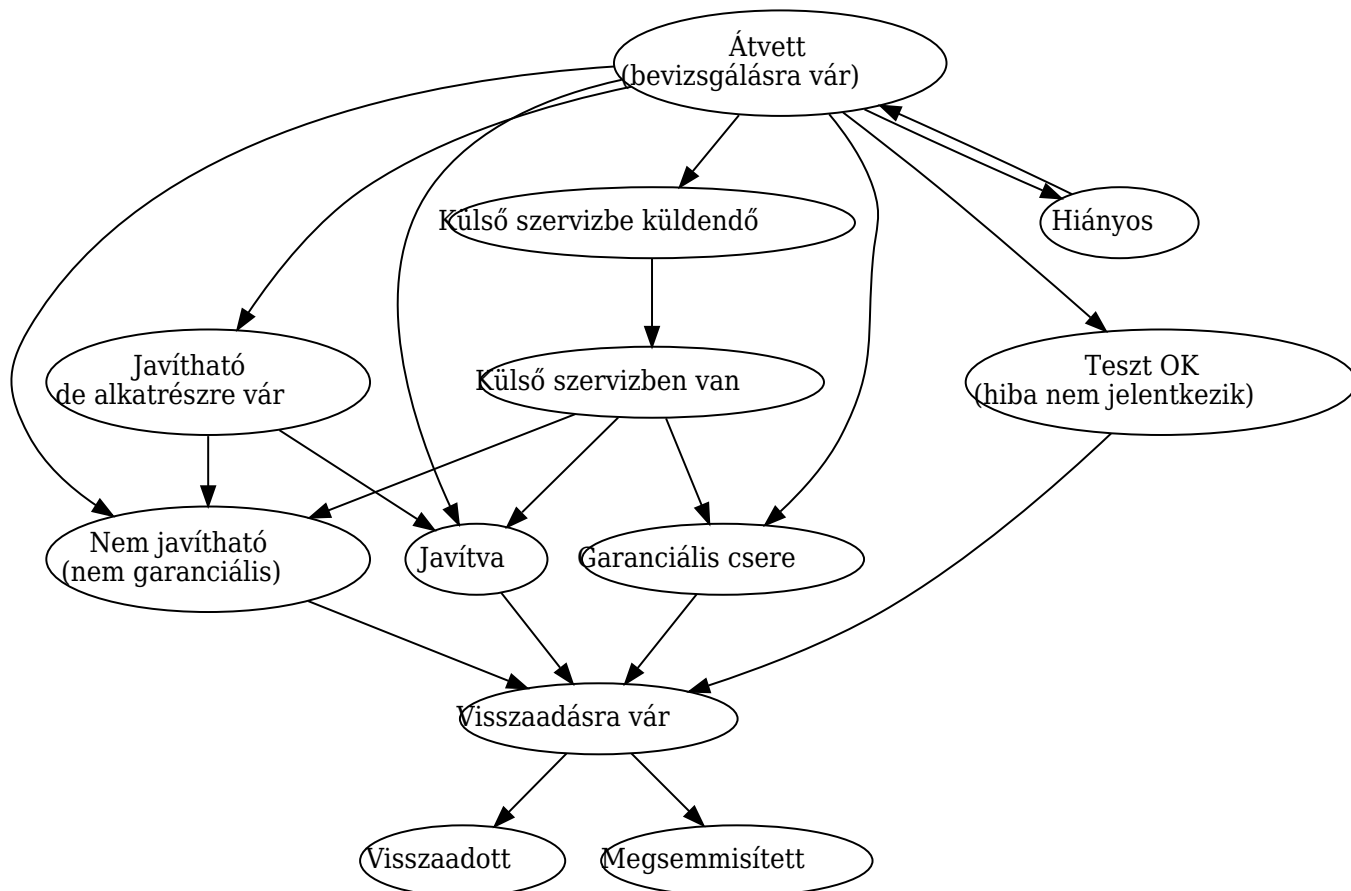 Átvett
(bevizsgálásra vár)
Külső szervizbe küldendő
Hiányos
Javítható
de alkatrészre vár
Külső szervizben van
Teszt OK
(hiba nem jelentkezik)
Nem javítható
(nem garanciális)
Javítva
Garanciális csere
Visszaadásra vár
Visszaadott
Megsemmisített